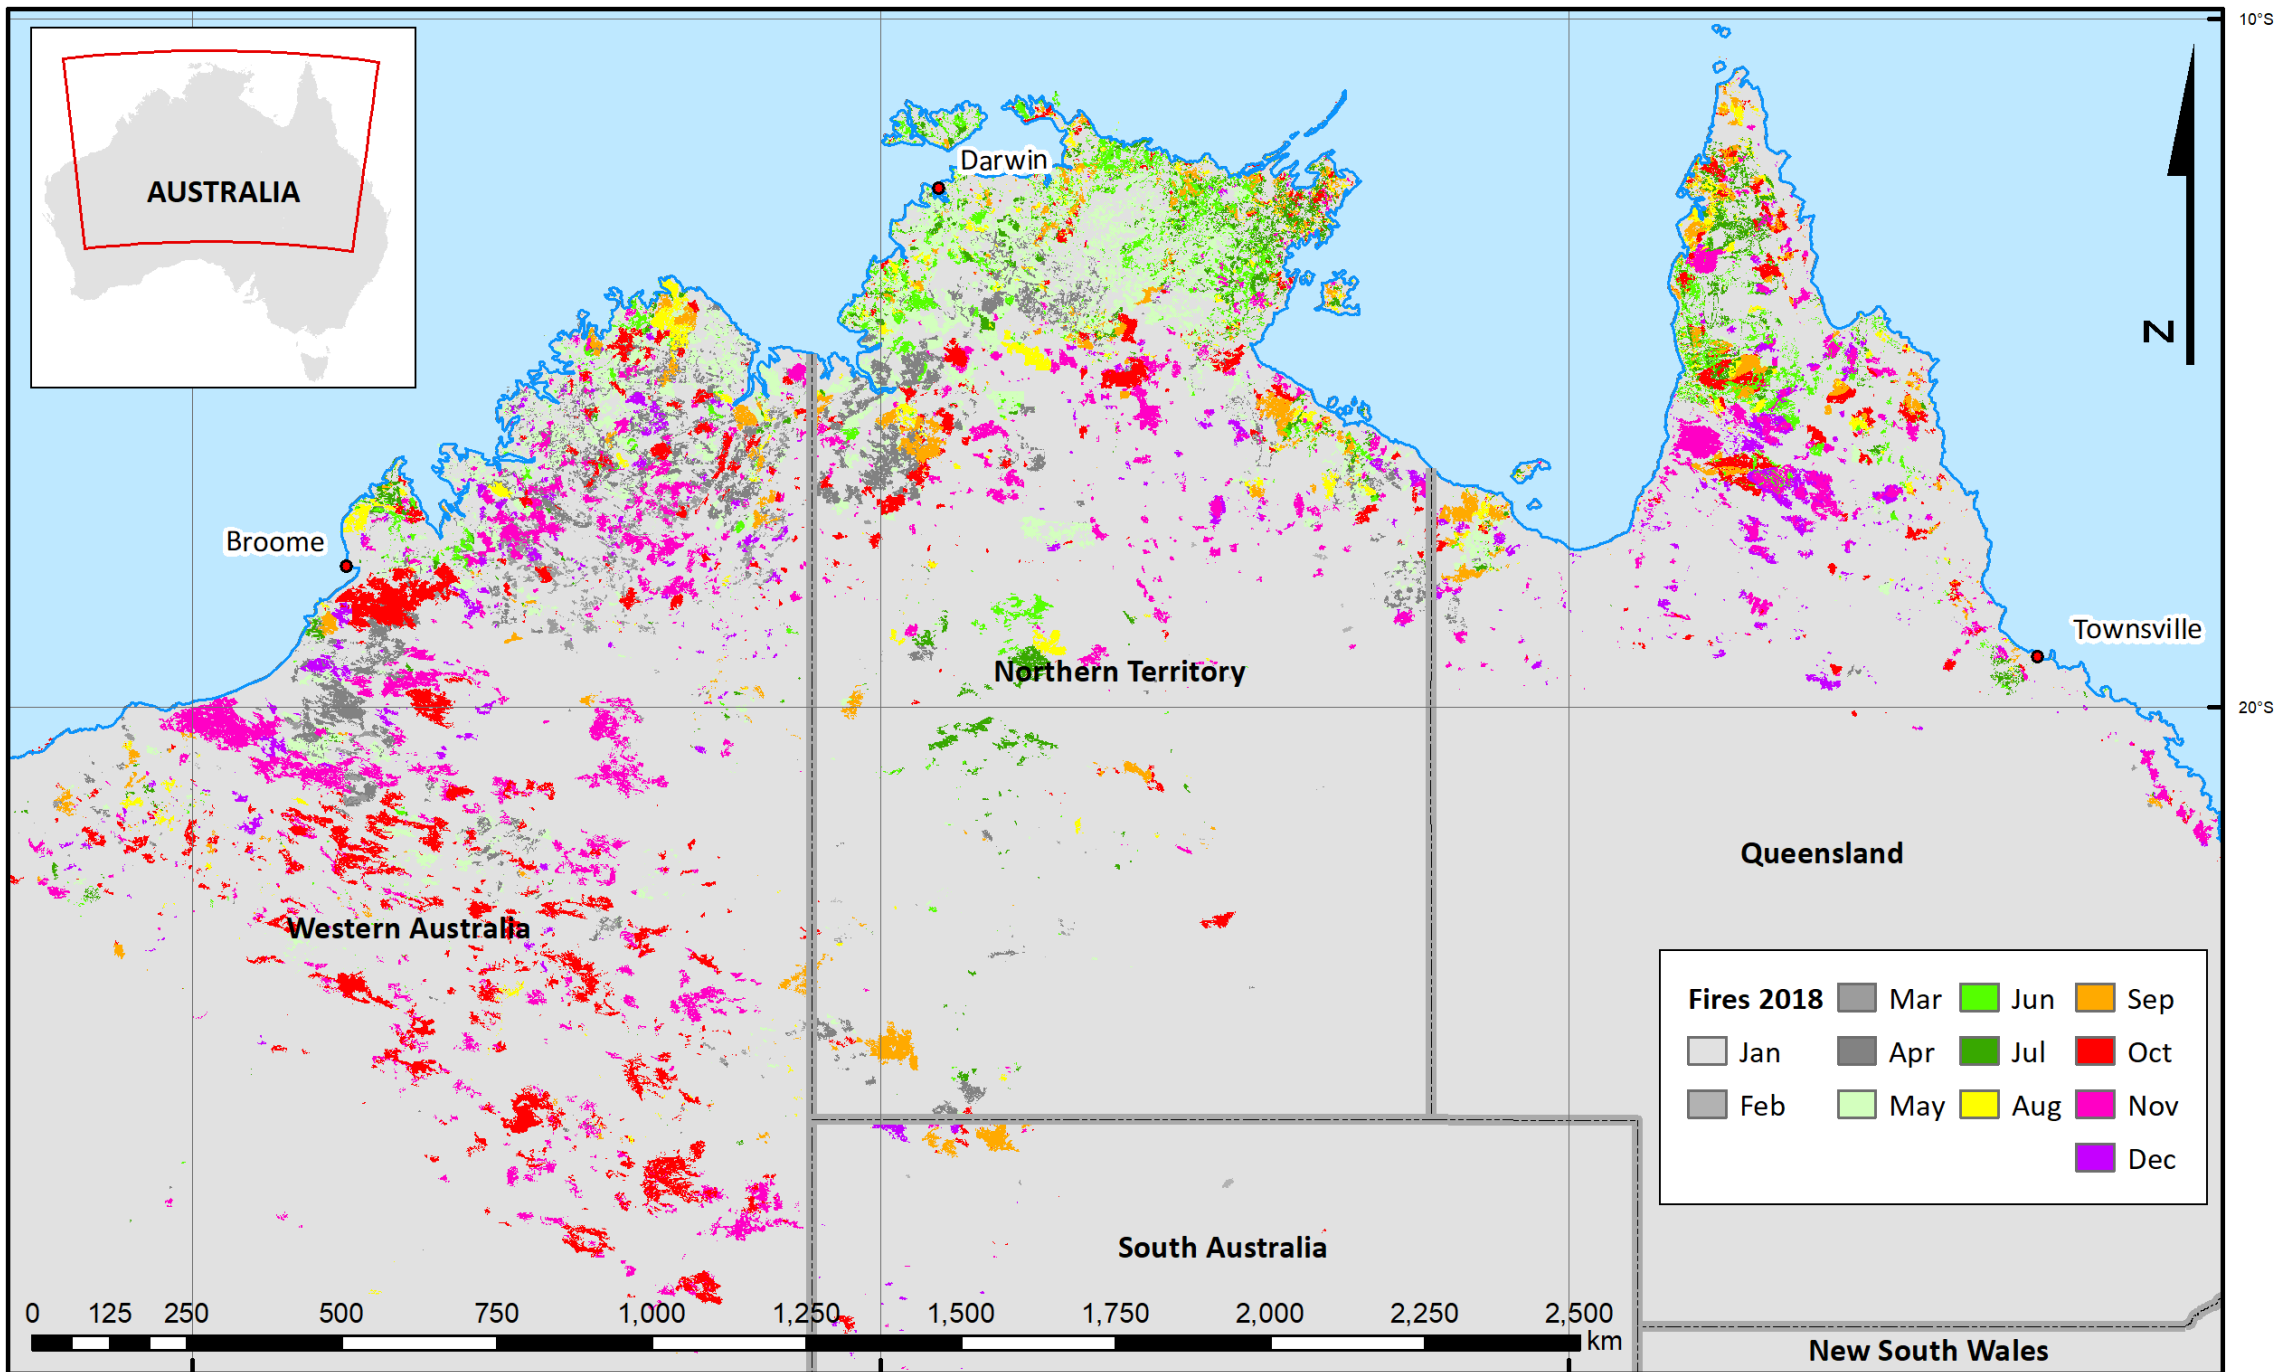 10°S
AUSTRALIA
Darwin
Z
Broome
Townsville
Northern Territory
20°S
Queensland
Western Australia
Fires 2018
Mar
Jun
Sep
Jan
Apr
Jul
Oct
Feb
May
Aug
Nov
Dec
South Australia
0 125 250 500 750 1,000 1,250 1,500 1,750 2,000 2,250 2,500
km
New South Wales